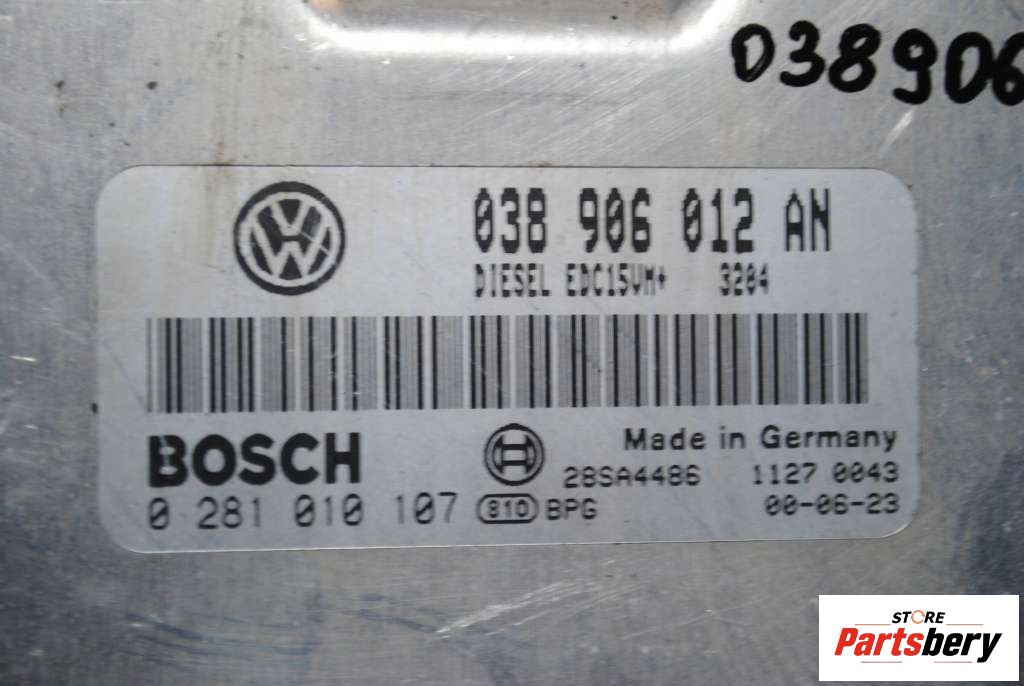 038906
038 906 012 AN
DIESEL EDC15VM+ 3204
BOSCH
Made in Germany
28SA4486 1127 0043
0 281 010 107 810 BPG 00-06-23
STORE
Partsbery